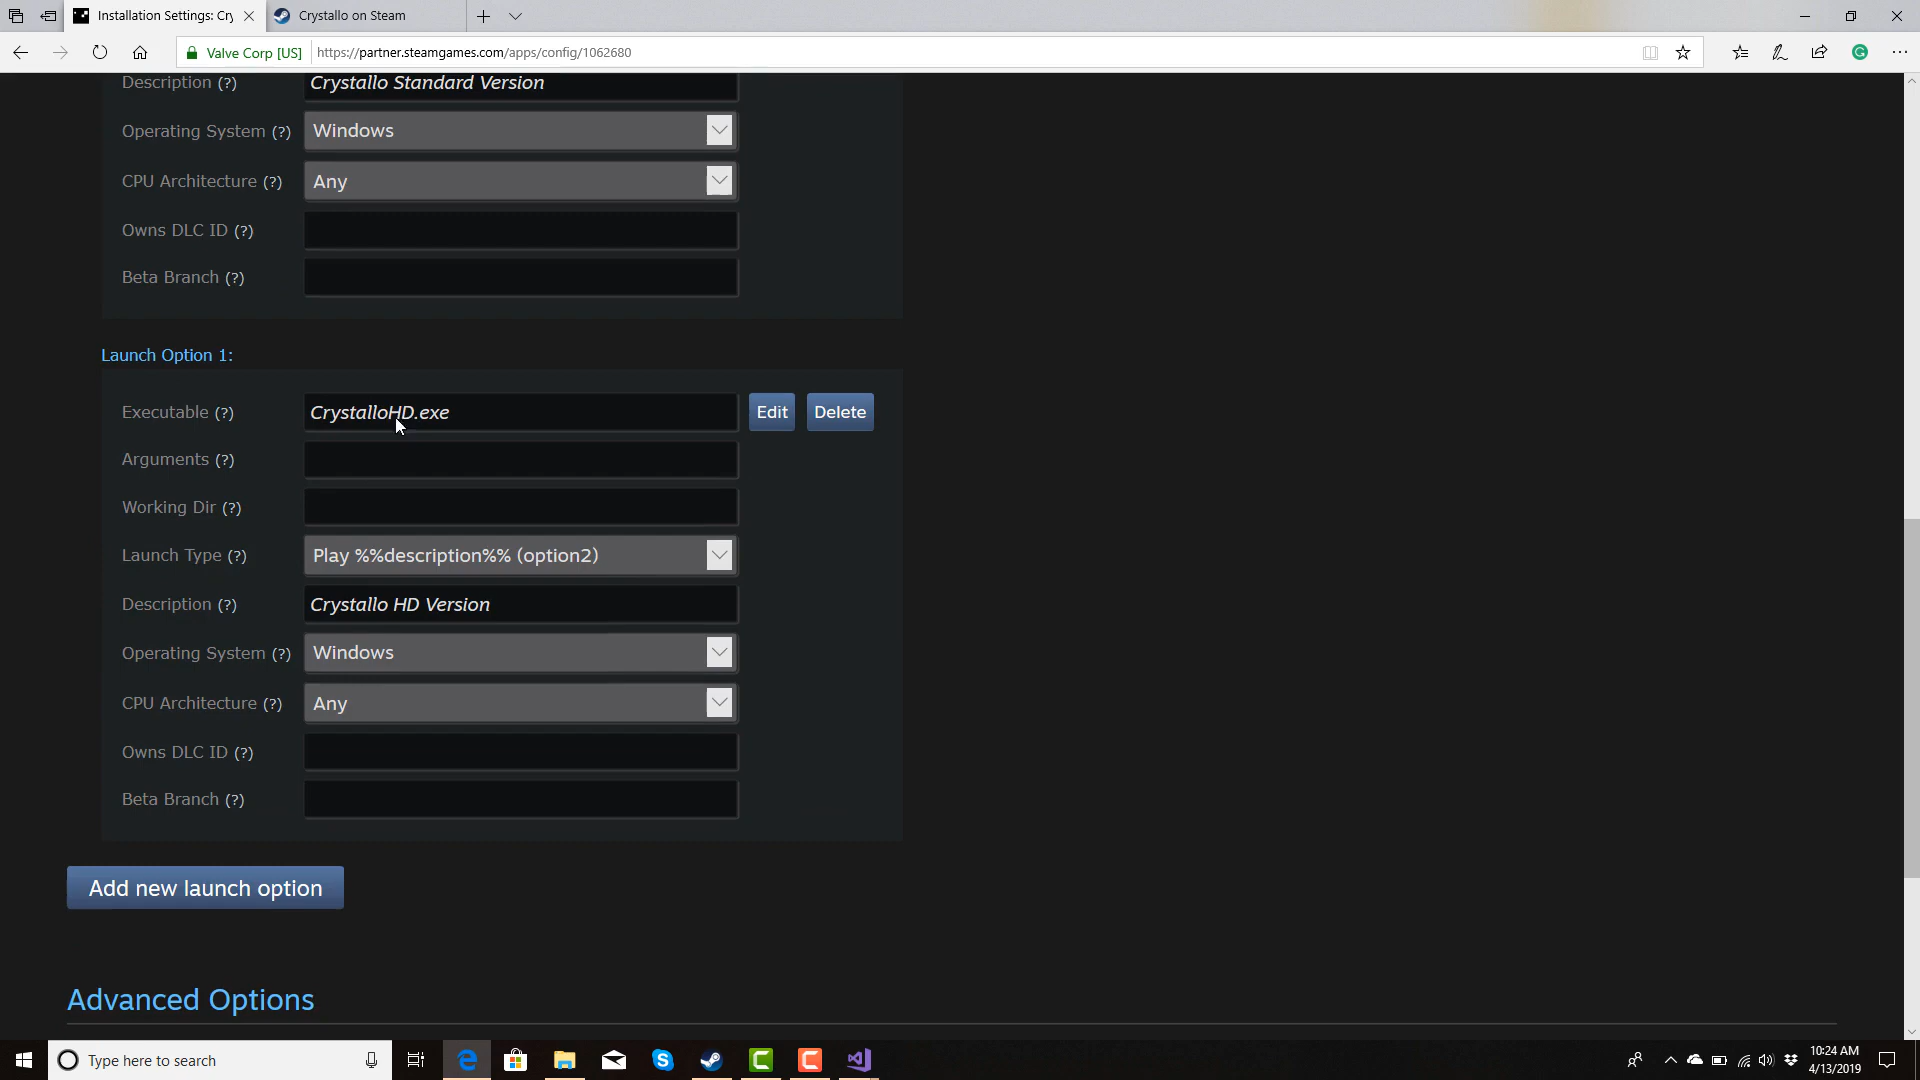 Installation Settings: Cry
Crystallo on Steam
Valve Corp [US]
https://partner.steamgames.com/apps/config/1062680
Description (?)
Crystallo Standard Version
Operating System (?)
Windows
CPU Architecture (?)
Any
Owns DLC ID (?)
Beta Branch (?)
Launch Option 1:
Executable (?)
CrystalloHD.exe
Edit
Delete
Arguments (?)
Working Dir (?)
Launch Type (?)
Play %%description%% (option2)
Description (?)
Crystallo HD Version
Operating System (?)
Windows
CPU Architecture (?)
Any
Owns DLC ID (?)
Beta Branch (?)
Add new launch option
Advanced Options
Type here to search
10:24 AM
4/13/2019